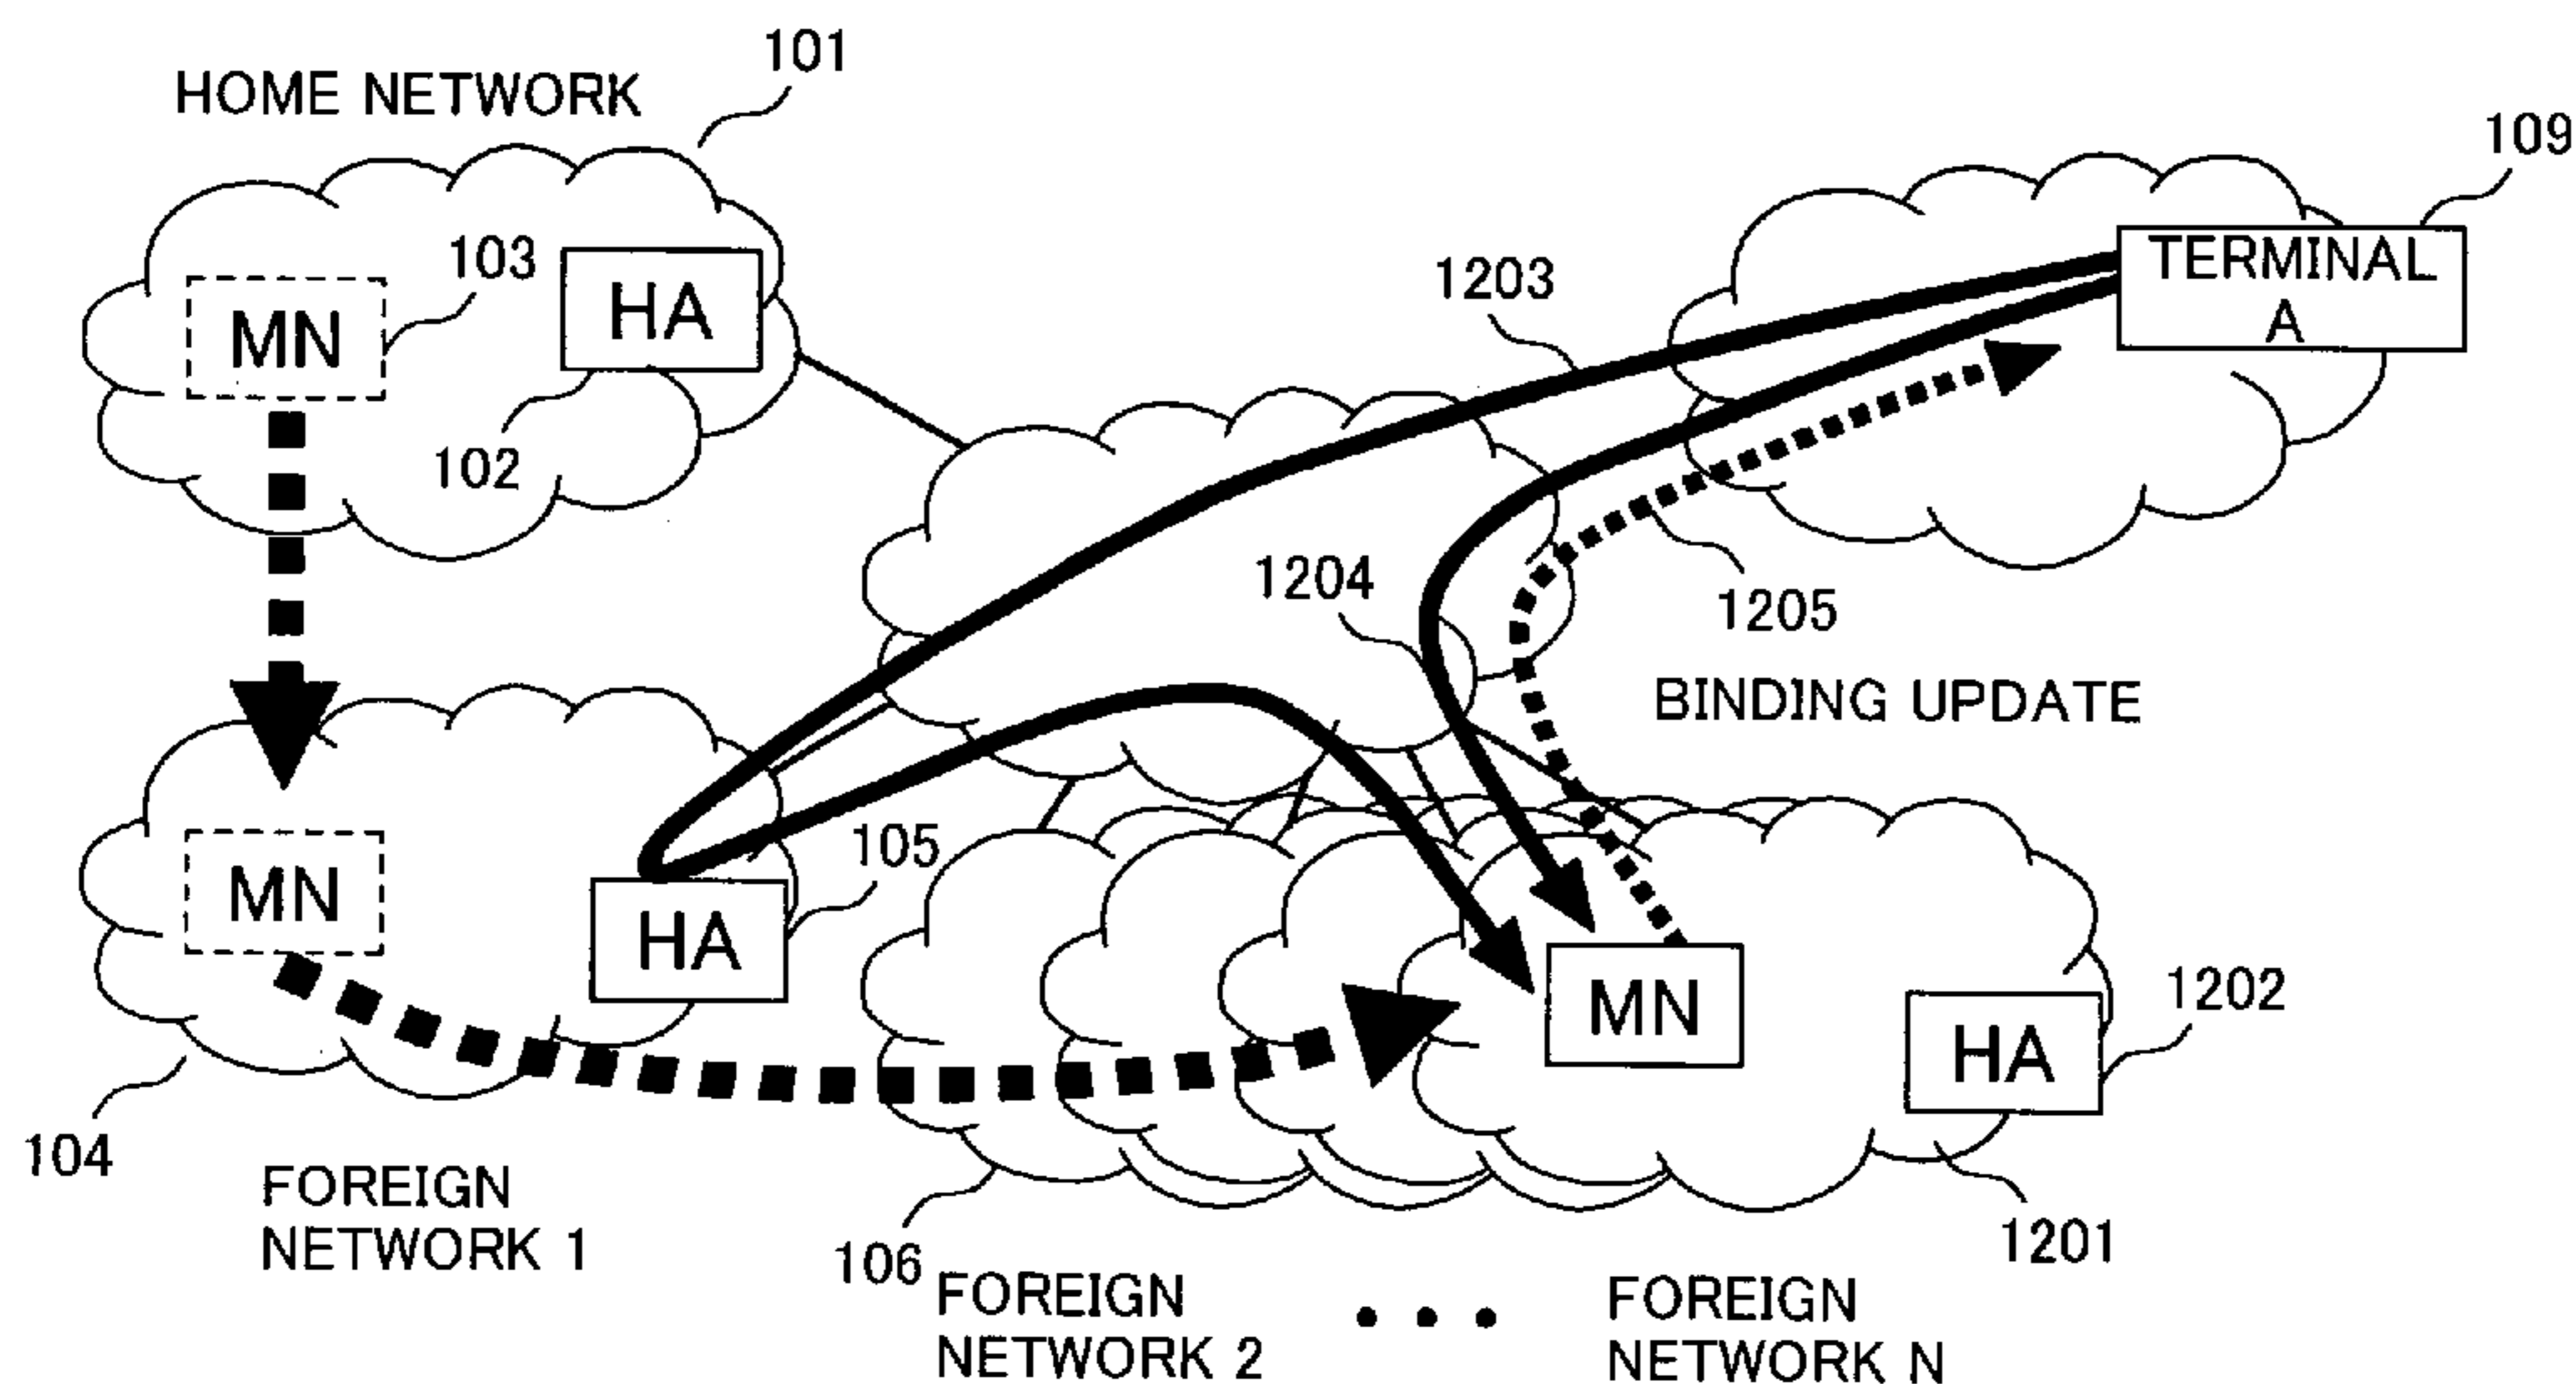 101
HOME NETWORK
109
103
MN
HA
TERMINAL
A
1203
102
1204
1205
BINDING UPDATE
105
MN
HA
MN
1202
HA
104
FOREIGN
NETWORK 1
106
1201
FOREIGN
NETWORK 2
• • •
FOREIGN
NETWORK N